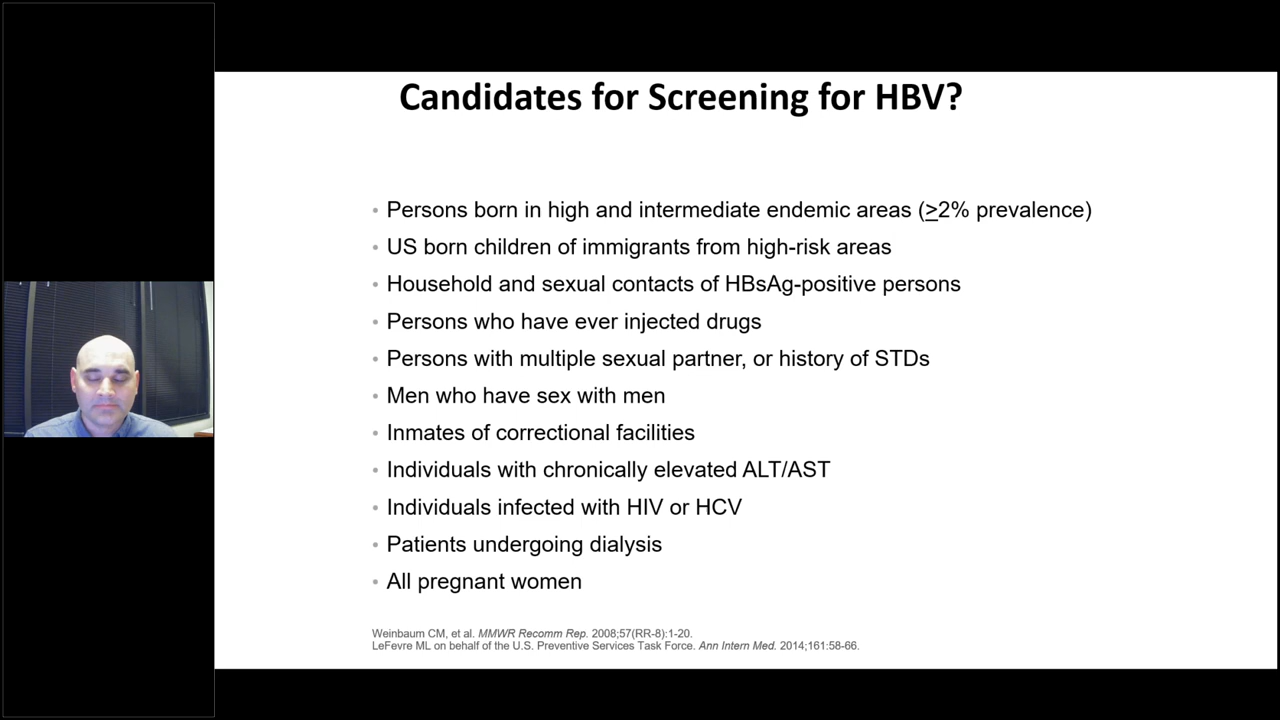 Candidates for Screening for HBV?
• Persons born in high and intermediate endemic areas (≥2% prevalence)
• US born children of immigrants from high-risk areas
• Household and sexual contacts of HBsAg-positive persons
• Persons who have ever injected drugs
• Persons with multiple sexual partner, or history of STDs
• Men who have sex with men
• Inmates of correctional facilities
• Individuals with chronically elevated ALT/AST
• Individuals infected with HIV or HCV
• Patients undergoing dialysis
• All pregnant women
Weinbaum CM, et al. MMWR Recomm Rep. 2008;57(RR-8):1-20.
LeFevre ML on behalf of the U.S. Preventive Services Task Force. Ann Intern Med. 2014;161:58-66.